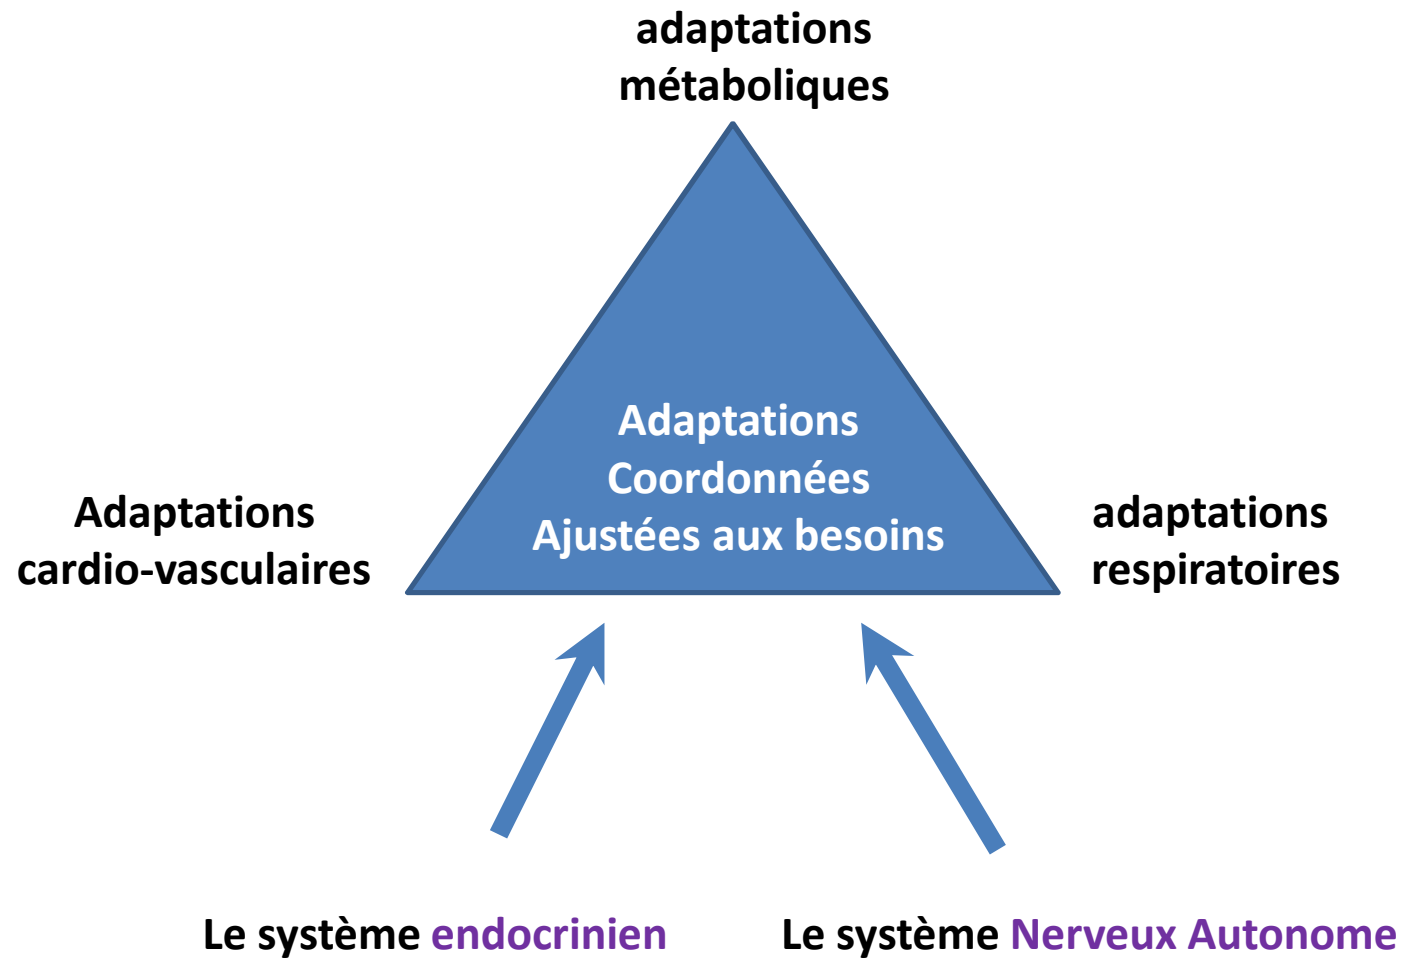 adaptations
métaboliques
Adaptations
Coordonnées
Ajustées aux besoins
Adaptations
cardio-vasculaires
adaptations
respiratoires
Le système endocrinien
Le système Nerveux Autonome